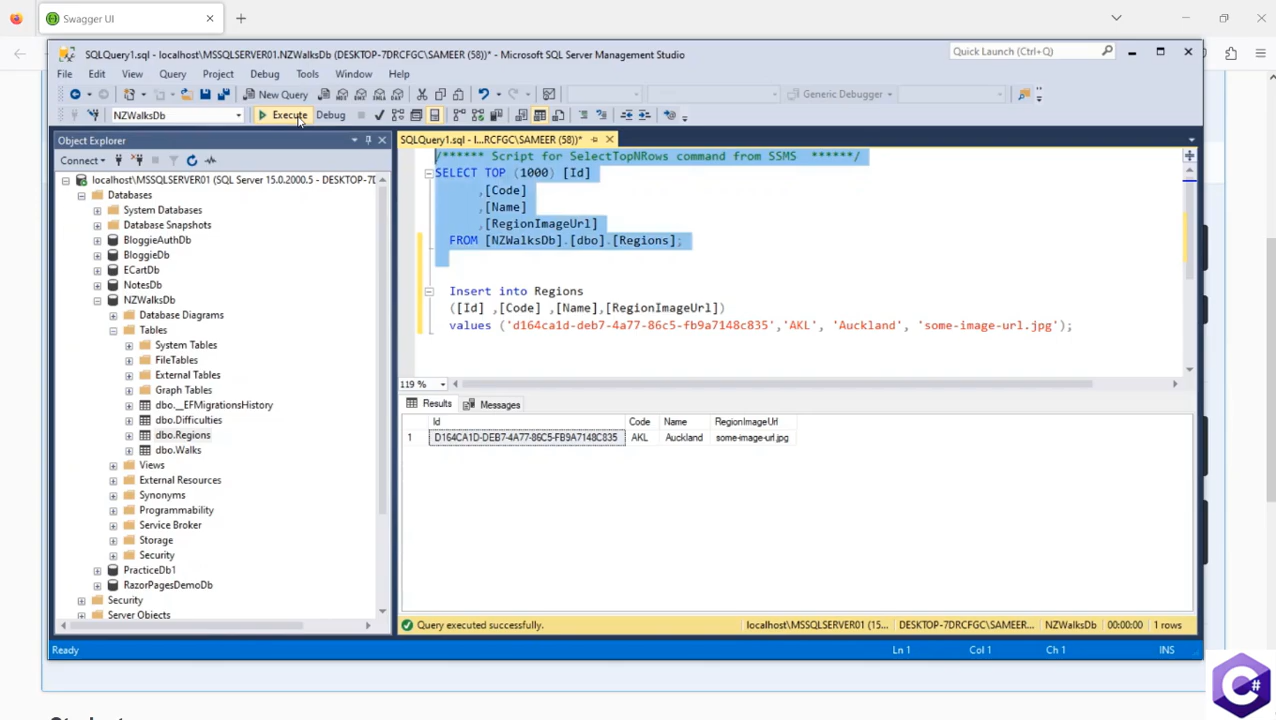 Swagger UI
SQLQuery1.sql - localhost\MSSQLSERVER01.NZWalksDb (DESKTOP-7DRCFGC\SAMEER (58))* - Microsoft SQL Server Management Studio
Quick Launch (Ctrl+Q)
File Edit View Query Project Debug Tools Window Help
New Query
Generic Debugger
NZWalksDb
Execute
Debug
Object Explorer
SQLQuery1.sql - l...RCFGC\SAMEER (58))*
Connect
localhost\MSSQLSERVER01 (SQL Server 15.0.2000.5 - DESKTOP-7D
Databases
System Databases
Database Snapshots
BloggieAuthDb
BloggieDb
ECartDb
NotesDb
NZWalksDb
Database Diagrams
Tables
System Tables
FileTables
External Tables
Graph Tables
dbo.__EFMigrationsHistory
dbo.Difficulties
dbo.Regions
dbo.Walks
Views
External Resources
Synonyms
Programmability
Service Broker
Storage
Security
PracticeDb1
RazorPagesDemoDb
Security
Server Objects
/****** Script for SelectTopNRows command from SSMS ******/
SELECT TOP (1000) [Id]
,[Code]
,[Name]
,[RegionImageUrl]
FROM [NZWalksDb].[dbo].[Regions];
Insert into Regions
([Id] ,[Code] ,[Name],[RegionImageUrl])
values ('d164ca1d-deb7-4a77-86c5-fb9a7148c835','AKL', 'Auckland', 'some-image-url.jpg');
119 %
Results Messages
Id Code Name RegionImageUrl
1 D164CA1D-DEB7-4A77-86C5-FB9A7148C835 AKL Auckland some-image-url.jpg
Query executed successfully.
localhost\MSSQLSERVER01 (15... DESKTOP-7DRCFGC\SAMEER... NZWalksDb 00:00:00 1 rows
Ready
Ln 1 Col 1 Ch 1 INS
C#